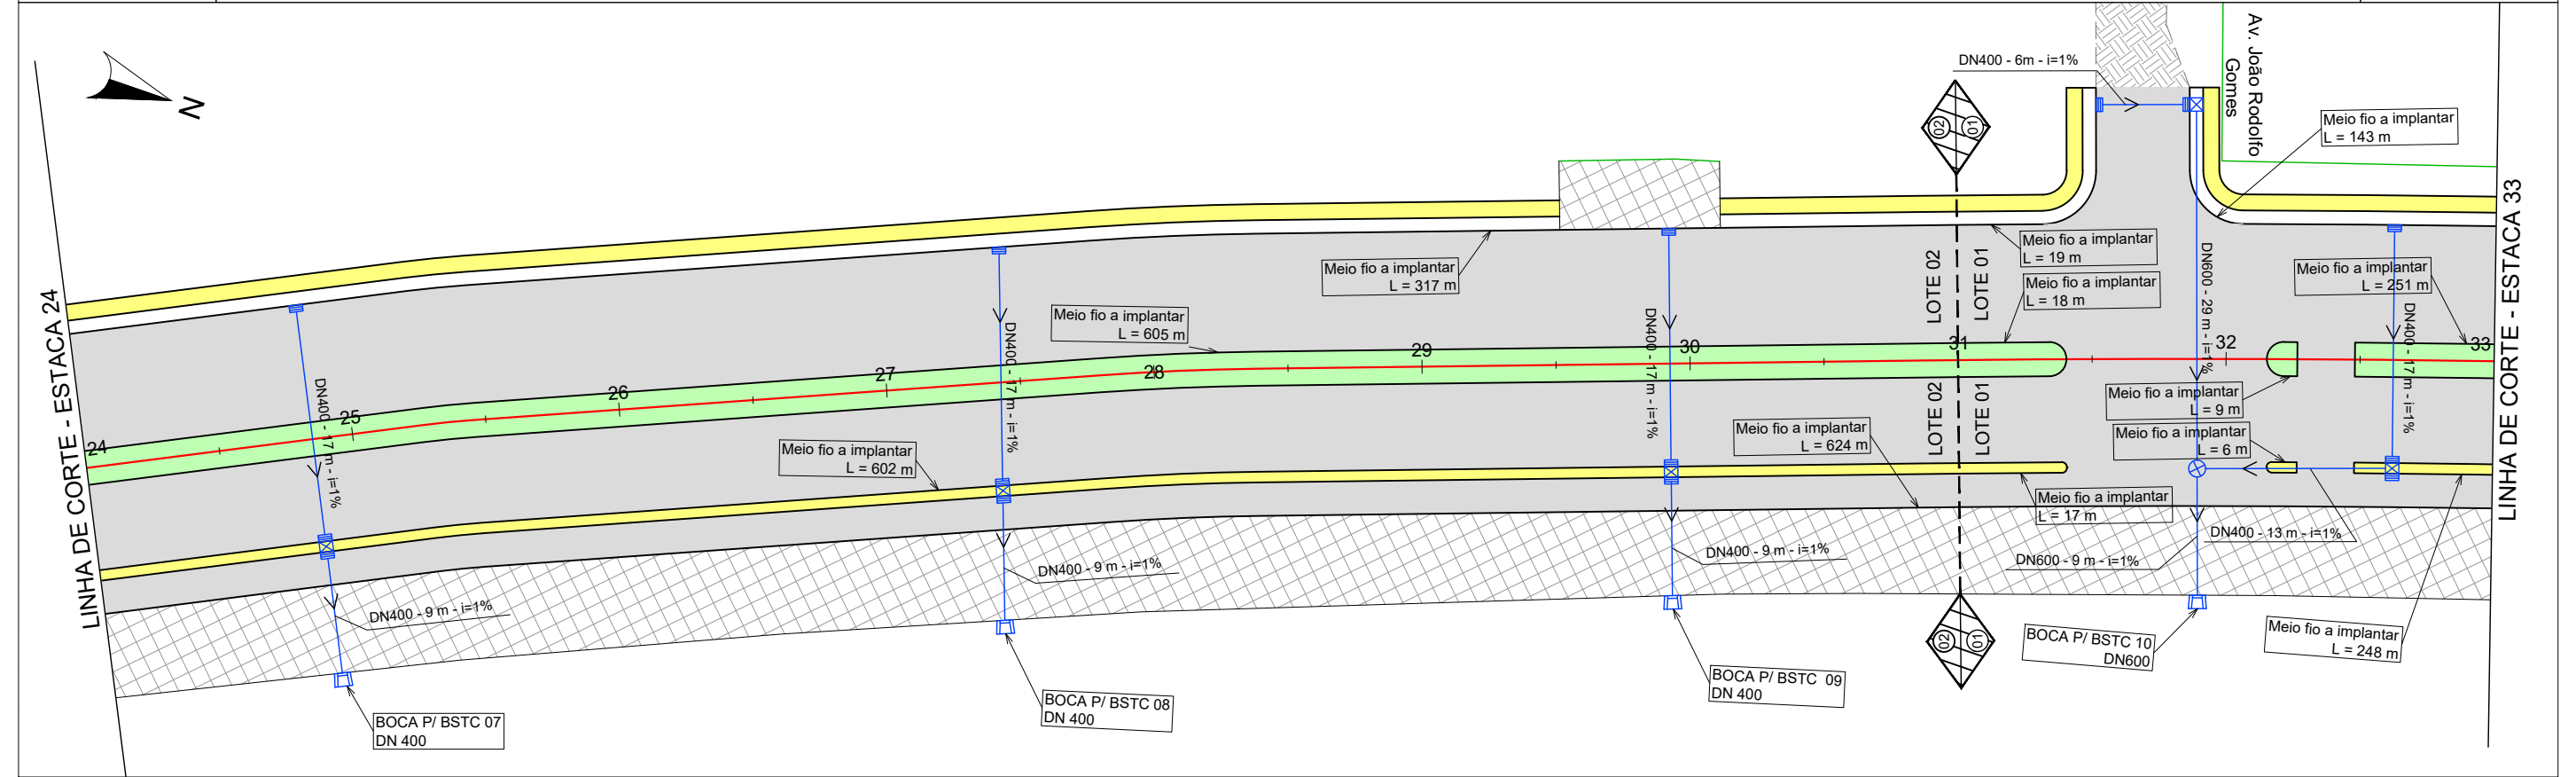 N
LINHA DE CORTE - ESTACA 24
24
25
26
27
28
29
30
31
32
33
DN400 - 17 m - i=1%
DN400 - 9 m - i=1%
BOCA P/ BSTC 07
DN 400
Meio fio a implantar
L = 602 m
DN400 - 17 m - i=1%
DN400 - 9 m - i=1%
BOCA P/ BSTC 08
DN 400
Meio fio a implantar
L = 605 m
Meio fio a implantar
L = 317 m
DN400 - 17 m - i=1%
DN400 - 9 m - i=1%
BOCA P/ BSTC 09
DN 400
Meio fio a implantar
L = 624 m
02
01
LOTE 02
LOTE 01
LOTE 02
LOTE 01
02
01
DN400 - 6m - i=1%
Av. João Rodolfo
Gomes
Meio fio a implantar
L = 143 m
Meio fio a implantar
L = 19 m
Meio fio a implantar
L = 18 m
DN600 - 29 m - i=1%
Meio fio a implantar
L = 251 m
DN400 - 17 m - i=1%
Meio fio a implantar
L = 9 m
Meio fio a implantar
L = 6 m
Meio fio a implantar
L = 17 m
DN400 - 13 m - i=1%
DN600 - 9 m - i=1%
BOCA P/ BSTC 10
DN600
Meio fio a implantar
L = 248 m
LINHA DE CORTE - ESTACA 33